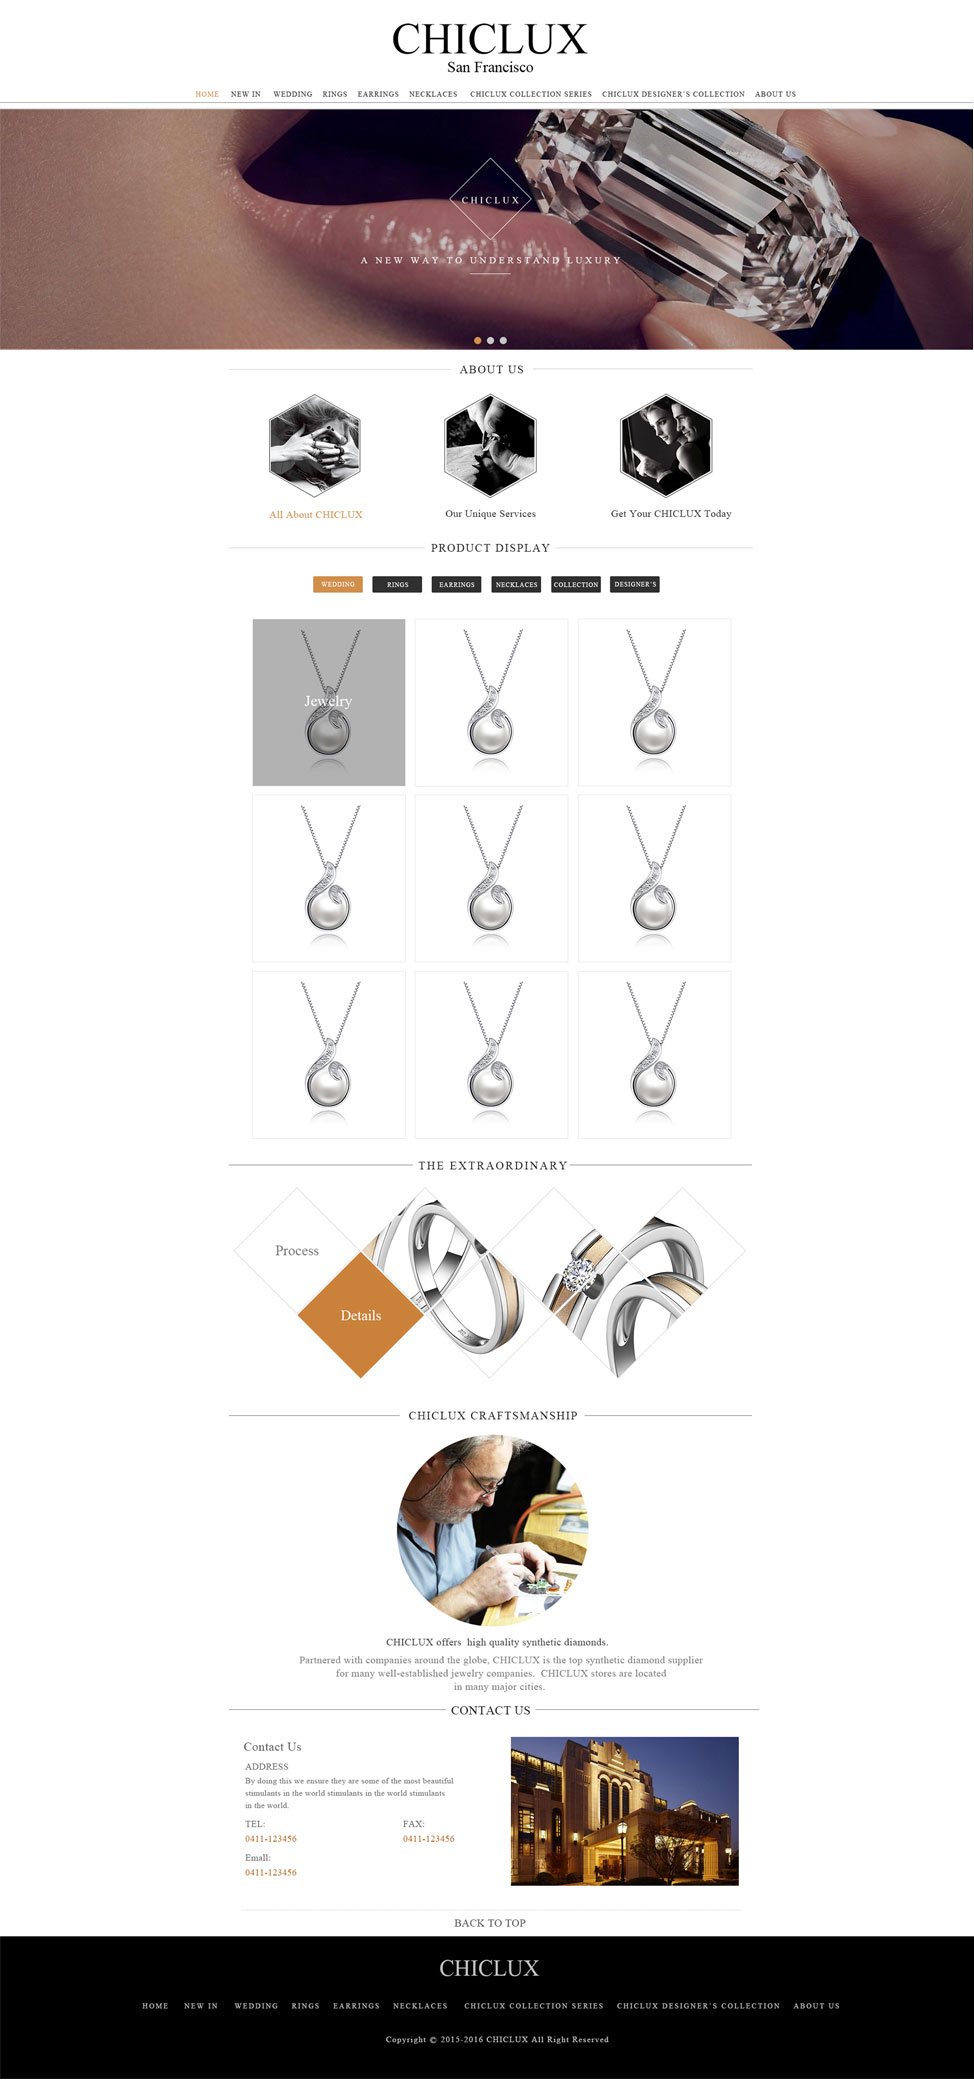 CHICLUX
San Francisco
HOME NEW IN WEDDING RINGS EARRINGS NECKLACES CHICLUX COLLECTION SERIES CHICLUX DESIGNER'S COLLECTION ABOUT US
CHICLUX
A NEW WAY TO UNDERSTAND LUXURY
ABOUT US
All About CHICLUX Our Unique Services Get Your CHICLUX Today
PRODUCT DISPLAY
WEDDING RINGS EARRINGS NECKLACES COLLECTION DESIGNER'S
Jewelry
THE EXTRAORDINARY
Process
Details
CHICLUX CRAFTSMANSHIP
CHICLUX offers high quality synthetic diamonds.
Partnered with companies around the globe, CHICLUX is the top synthetic diamond supplier
for many well-established jewelry companies. CHICLUX stores are located
in many major cities.
CONTACT US
Contact Us
ADDRESS
By doing this we ensure they are some of the most beautiful
stimulants in the world stimulants in the world stimulants
in the world.
TEL: FAX:
0411-123456 0411-123456
Emall:
0411-123456
BACK TO TOP
CHICLUX
HOME NEW IN WEDDING RINGS EARRINGS NECKLACES CHICLUX COLLECTION SERIES CHICLUX DESIGNER'S COLLECTION ABOUT US
Copyright © 2015-2016 CHICLUX All Right Reserved